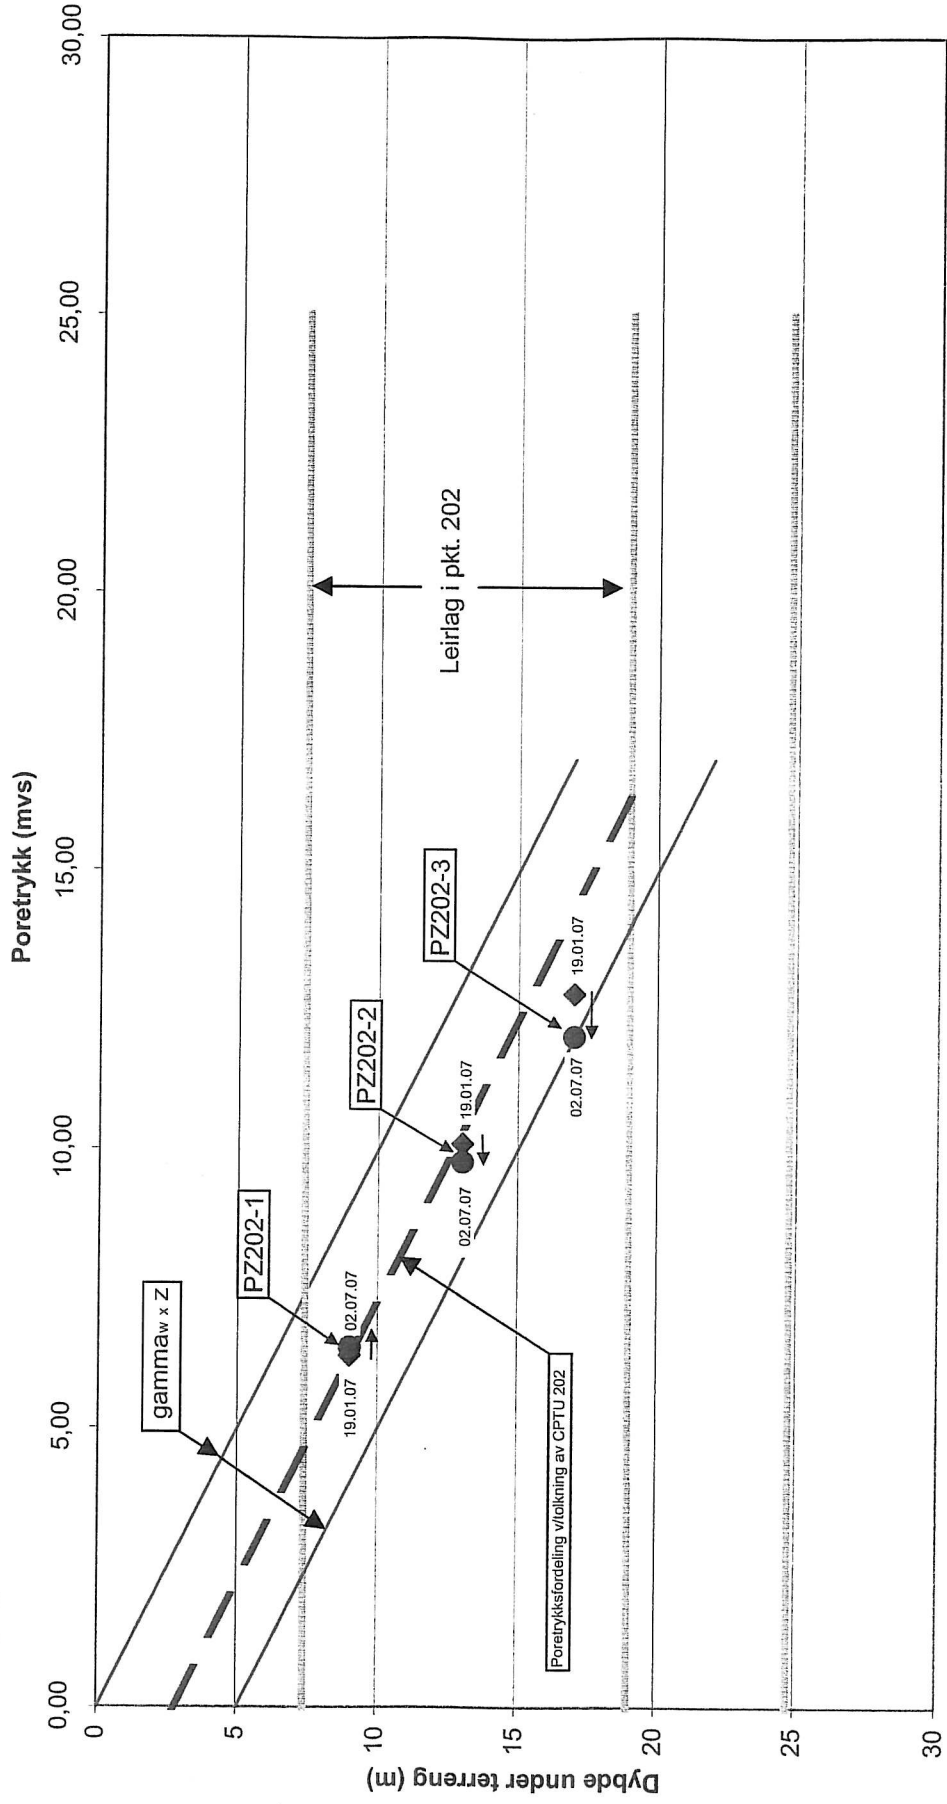 Poretrykk (mvs)
0,00
5,00
10,00
15,00
20,00
25,00
30,00
0
5
10
15
20
25
30
Dybde under terreng (m)
gammaw x Z
PZ202-1
PZ202-2
PZ202-3
19.01.07
02.07.07
19.01.07
02.07.07
19.01.07
02.07.07
Leirlag i pkt. 202
Poretrykksfordeling v/tolkning av CPTU 202